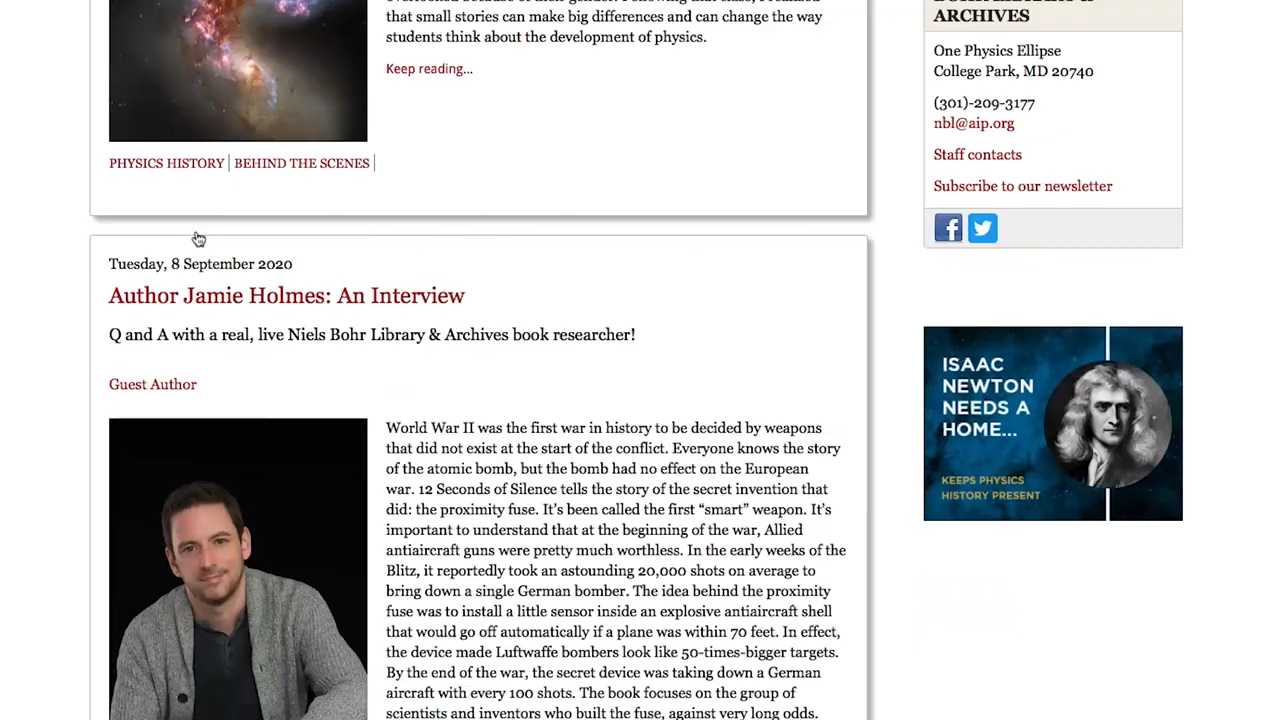 that small stories can make big differences and can change the way
students think about the development of physics.
Keep reading...
PHYSICS HISTORY | BEHIND THE SCENES |
Tuesday, 8 September 2020
Author Jamie Holmes: An Interview
Q and A with a real, live Niels Bohr Library & Archives book researcher!
Guest Author
World War II was the first war in history to be decided by weapons
that did not exist at the start of the conflict. Everyone knows the story
of the atomic bomb, but the bomb had no effect on the European
war. 12 Seconds of Silence tells the story of the secret invention that
did: the proximity fuse. It’s been called the first “smart” weapon. It’s
important to understand that at the beginning of the war, Allied
antiaircraft guns were pretty much worthless. In the early weeks of the
Blitz, it reportedly took an astounding 20,000 shots on average to
bring down a single German bomber. The idea behind the proximity
fuse was to install a little sensor inside an explosive antiaircraft shell
that would go off automatically if a plane was within 70 feet. In effect,
the device made Luftwaffe bombers look like 50-times-bigger targets.
By the end of the war, the secret device was taking down a German
aircraft with every 100 shots. The book focuses on the group of
scientists and inventors who built the fuse, against very long odds.
ARCHIVES
One Physics Ellipse
College Park, MD 20740
(301)-209-3177
nbl@aip.org
Staff contacts
Subscribe to our newsletter
f
ISAAC
NEWTON
NEEDS A
HOME...
KEEPS PHYSICS
HISTORY PRESENT